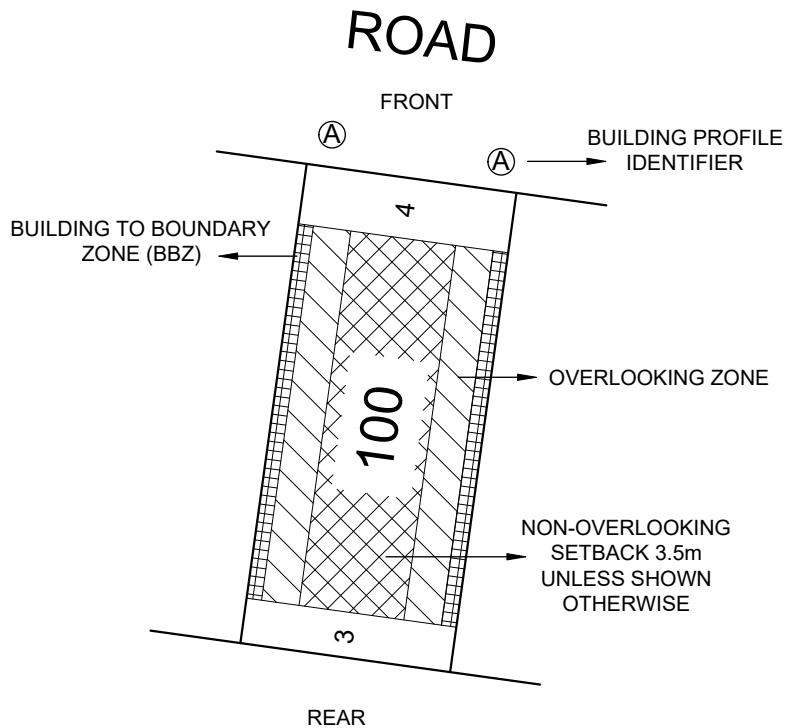 ROAD
FRONT
A
A
BUILDING PROFILE
IDENTIFIER
4
BUILDING TO BOUNDARY
ZONE (BBZ)
OVERLOOKING ZONE
100
NON-OVERLOOKING
SETBACK 3.5m
UNLESS SHOWN
OTHERWISE
3
REAR